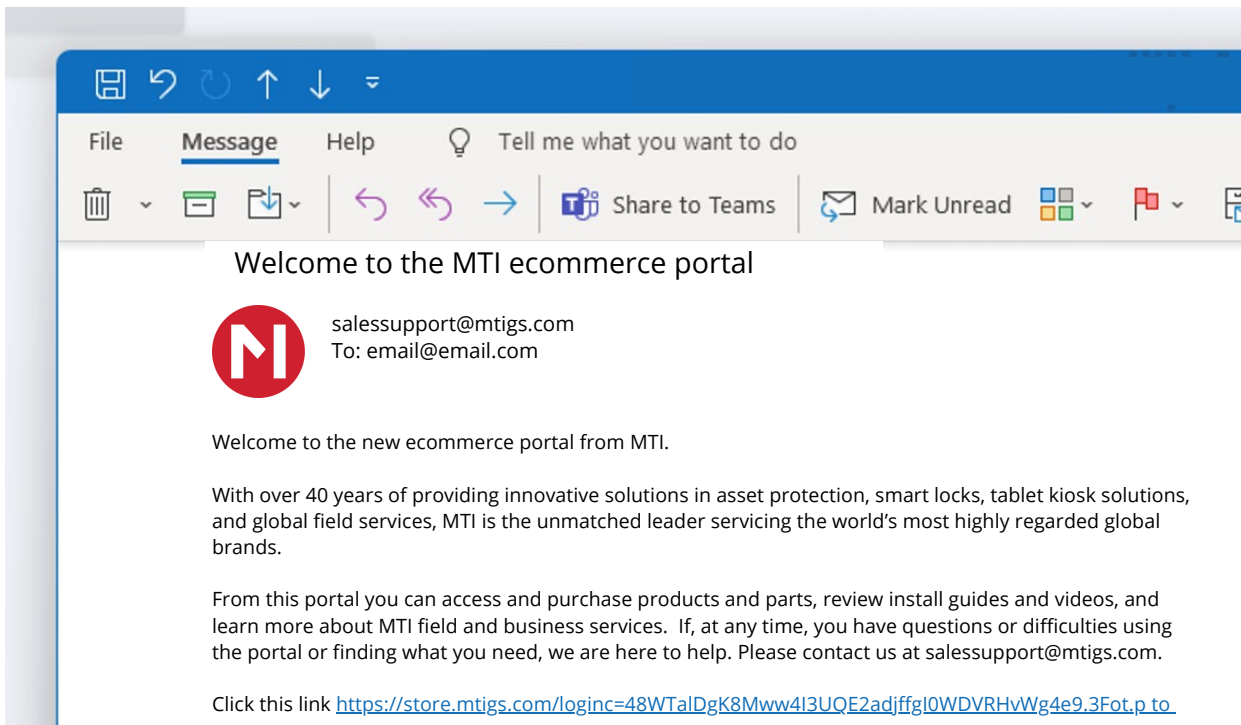 File Message Help Tell me what you want to do
Share to Teams Mark Unread
Welcome to the MTI ecommerce portal
salessupport@mtigs.com
To: email@email.com
Welcome to the new ecommerce portal from MTI.
With over 40 years of providing innovative solutions in asset protection, smart locks, tablet kiosk solutions,
and global field services, MTI is the unmatched leader servicing the world’s most highly regarded global
brands.
From this portal you can access and purchase products and parts, review install guides and videos, and
learn more about MTI field and business services.  If, at any time, you have questions or difficulties using
the portal or finding what you need, we are here to help. Please contact us at salessupport@mtigs.com.
Click this link https://store.mtigs.com/loginc=48WTalDgK8Mww4I3UQE2adjffgI0WDVRHvWg4e9.3Fot.p to